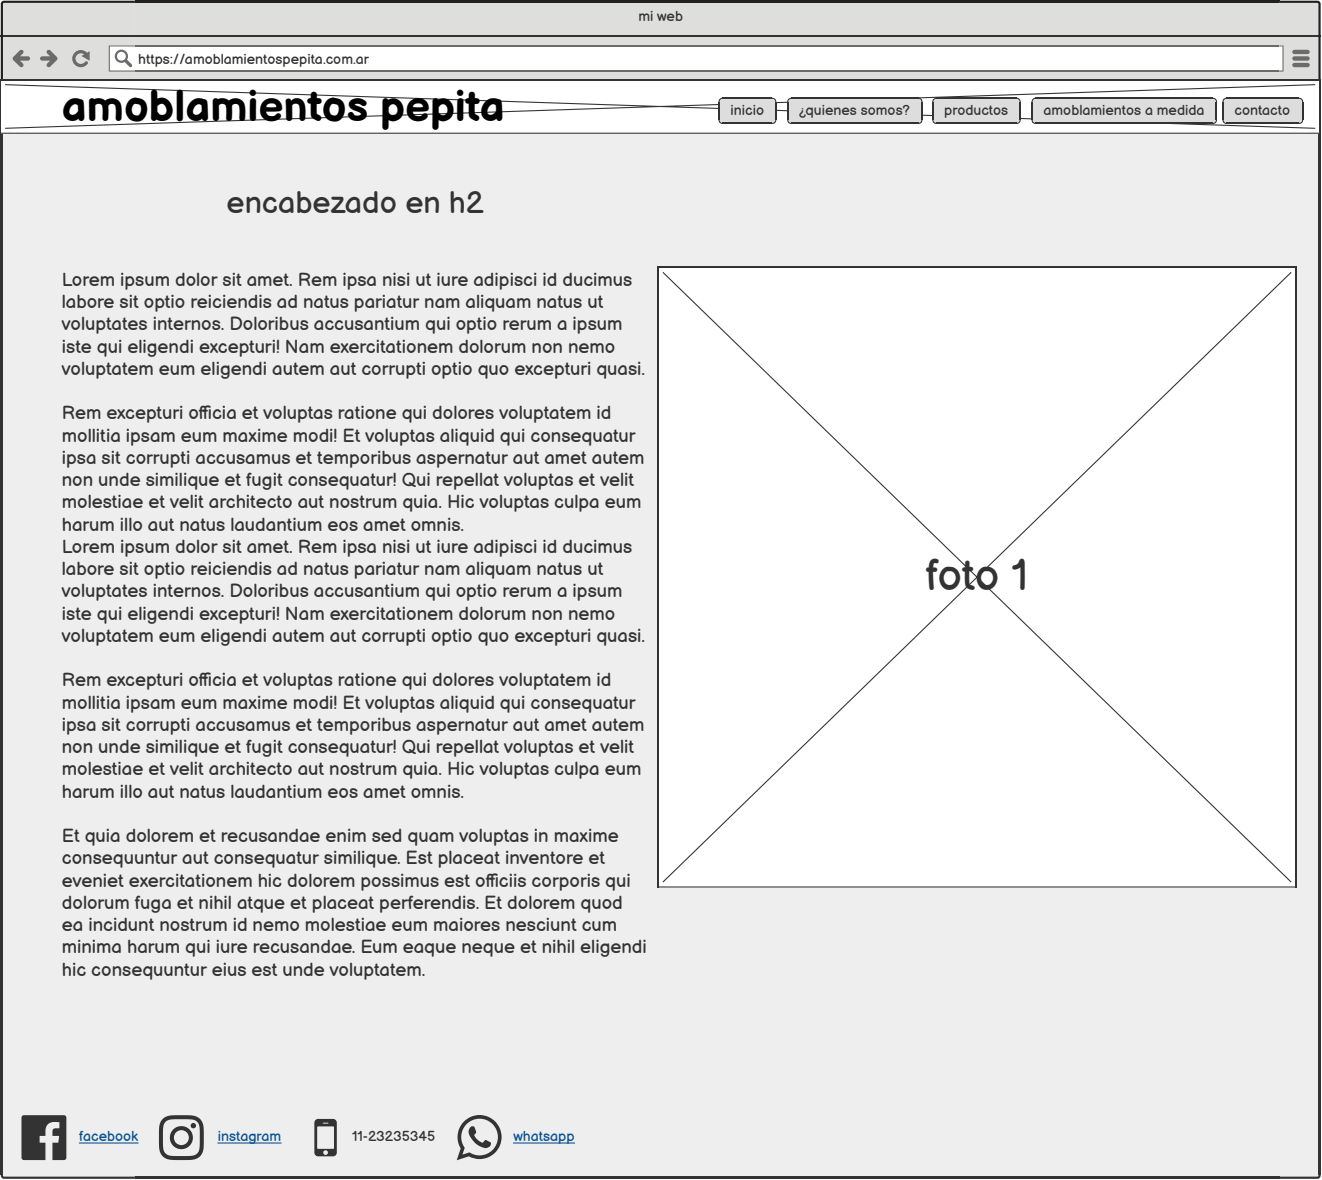 mi web
https://amoblamientospepita.com.ar
amoblamientos pepita
inicio
¿quienes somos?
productos
amoblamientos a medida
contacto
encabezado en h2
Lorem ipsum dolor sit amet. Rem ipsa nisi ut iure adipisci id ducimus
labore sit optio reiciendis ad natus pariatur nam aliquam natus ut
voluptates internos. Doloribus accusantium qui optio rerum a ipsum
iste qui eligendi excepturi! Nam exercitationem dolorum non nemo
voluptatem eum eligendi autem aut corrupti optio quo excepturi quasi.
Rem excepturi officia et voluptas ratione qui dolores voluptatem id
mollitia ipsam eum maxime modi! Et voluptas aliquid qui consequatur
ipsa sit corrupti accusamus et temporibus aspernatur aut amet autem
non unde similique et fugit consequatur! Qui repellat voluptas et velit
molestiae et velit architecto aut nostrum quia. Hic voluptas culpa eum
harum illo aut natus laudantium eos amet omnis.
Lorem ipsum dolor sit amet. Rem ipsa nisi ut iure adipisci id ducimus
labore sit optio reiciendis ad natus pariatur nam aliquam natus ut
voluptates internos. Doloribus accusantium qui optio rerum a ipsum
iste qui eligendi excepturi! Nam exercitationem dolorum non nemo
voluptatem eum eligendi autem aut corrupti optio quo excepturi quasi.
Rem excepturi officia et voluptas ratione qui dolores voluptatem id
mollitia ipsam eum maxime modi! Et voluptas aliquid qui consequatur
ipsa sit corrupti accusamus et temporibus aspernatur aut amet autem
non unde similique et fugit consequatur! Qui repellat voluptas et velit
molestiae et velit architecto aut nostrum quia. Hic voluptas culpa eum
harum illo aut natus laudantium eos amet omnis.
Et quia dolorem et recusandae enim sed quam voluptas in maxime
consequuntur aut consequatur similique. Est placeat inventore et
eveniet exercitationem hic dolorem possimus est officiis corporis qui
dolorum fuga et nihil atque et placeat perferendis. Et dolorem quod
ea incidunt nostrum id nemo molestiae eum maiores nesciunt cum
minima harum qui iure recusandae. Eum eaque neque et nihil eligendi
hic consequuntur eius est unde voluptatem.
foto 1
facebook
instagram
11-23235345
whatsapp